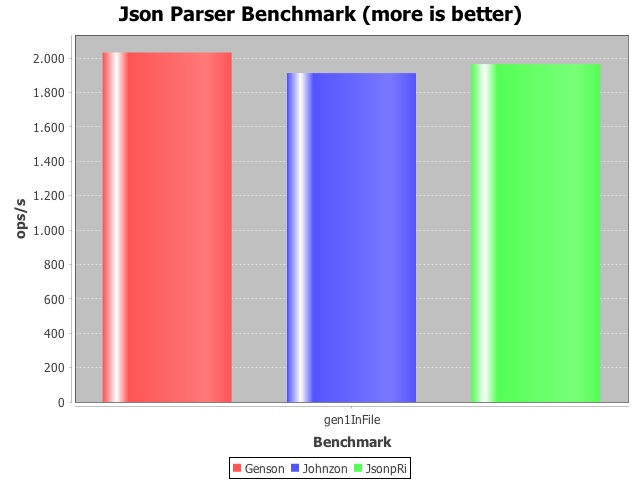 Json Parser Benchmark (more is better)
2.000
1.800
1.600
1.400
1.200
1.000
800
600
400
200
0
ops/s
gen1InFile
Benchmark
Genson Johnzon JsonpRi